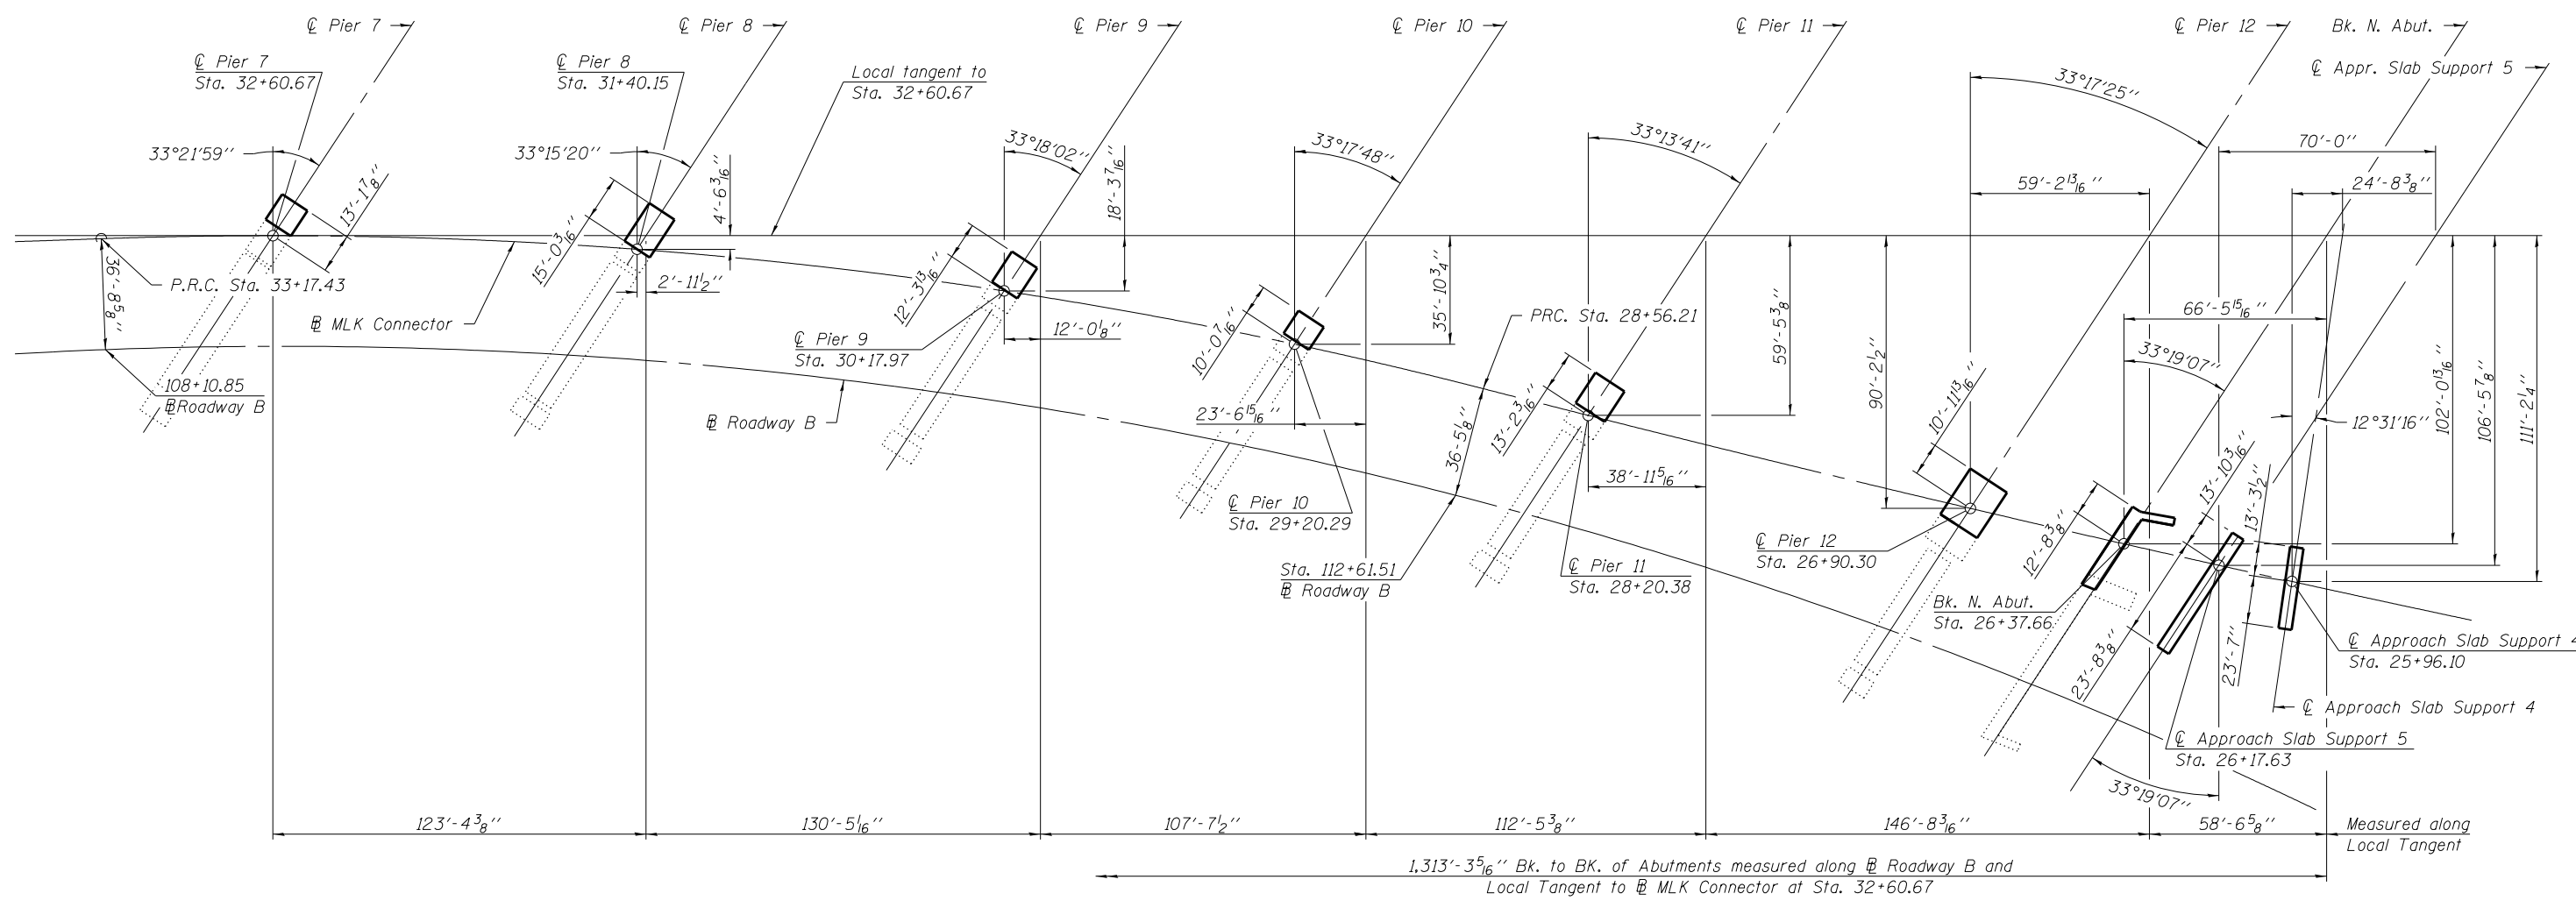 ℄ Pier 7
℄ Pier 8
℄ Pier 9
℄ Pier 10
℄ Pier 11
℄ Pier 12
Bk. N. Abut.
℄ Appr. Slab Support 5
℄ Pier 7
Sta. 32+60.67
℄ Pier 8
Sta. 31+40.15
Local tangent to
Sta. 32+60.67
33°21'59''
33°15'20''
33°18'02''
33°17'48''
33°13'41''
33°17'25''
70'-0''
13'-1 7/8''
15'-0 3/16''
4'-6 3/16''
12'-3 13/16''
18'-3 7/16''
59'-2 13/16''
24'-8 3/8''
36'-8 5/8''
P.R.C. Sta. 33+17.43
2'-11 1/2''
10'-0 7/16''
35'-10 3/4''
PRC. Sta. 28+56.21
59'-5 3/8''
66'-5 15/16''
33°19'07''
℄ MLK Connector
℄ Pier 9
Sta. 30+17.97
12'-0 1/8''
108+10.85
℄ Roadway B
℄ Roadway B
23'-6 15/16''
36'-5 1/8''
13'-2 3/16''
38'-11 5/16''
90'-2 1/2''
10'-11 13/16''
12°31'16''
102'-0 13/16''
106'-5 7/8''
111'-2 1/4''
13'-10 3/16''
13'-3 1/2''
℄ Pier 10
Sta. 29+20.29
℄ Pier 12
Sta. 26+90.30
12'-8 3/8''
Sta. 112+61.51
℄ Roadway B
℄ Pier 11
Sta. 28+20.38
Bk. N. Abut.
Sta. 26+37.66
23'-8 3/8''
23'-7''
℄ Approach Slab Support 4
Sta. 25+96.10
℄ Approach Slab Support 4
℄ Approach Slab Support 5
Sta. 26+17.63
33°19'07''
123'-4 3/8''
130'-5 1/16''
107'-7 1/2''
112'-5 3/8''
146'-8 3/16''
58'-6 5/8''
Measured along
Local Tangent
1,313'-3 5/16'' Bk. to BK. of Abutments measured along ℄ Roadway B and
Local Tangent to ℄ MLK Connector at Sta. 32+60.67